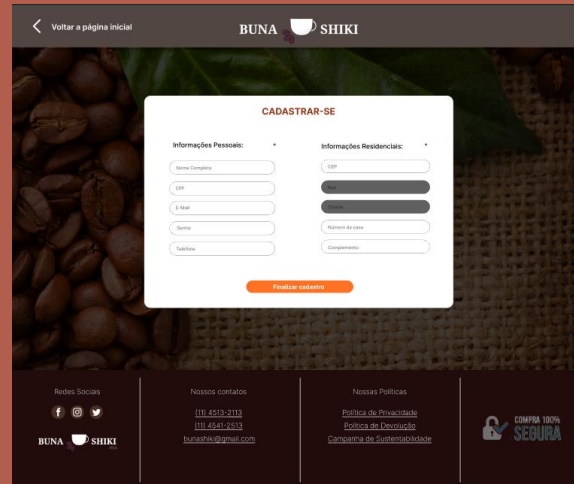 Voltar a página inicial
BUNA SHIKI
CADASTRAR-SE
Informações Pessoais: *
Nome Completo
CPF
E-Mail
Senha
Telefone
Informações Residenciais: *
CEP
Rua
Número da casa
Complemento
Finalizar cadastro
Redes Sociais
BUNA SHIKI
Nossos contatos
(11) 4513-2113
(11) 4541-2513
bunashiki@gmail.com
Nossas Políticas
Política de Privacidade
Política de Devolução
Campanha de Sustentabilidade
COMPRA 100%
SEGURA